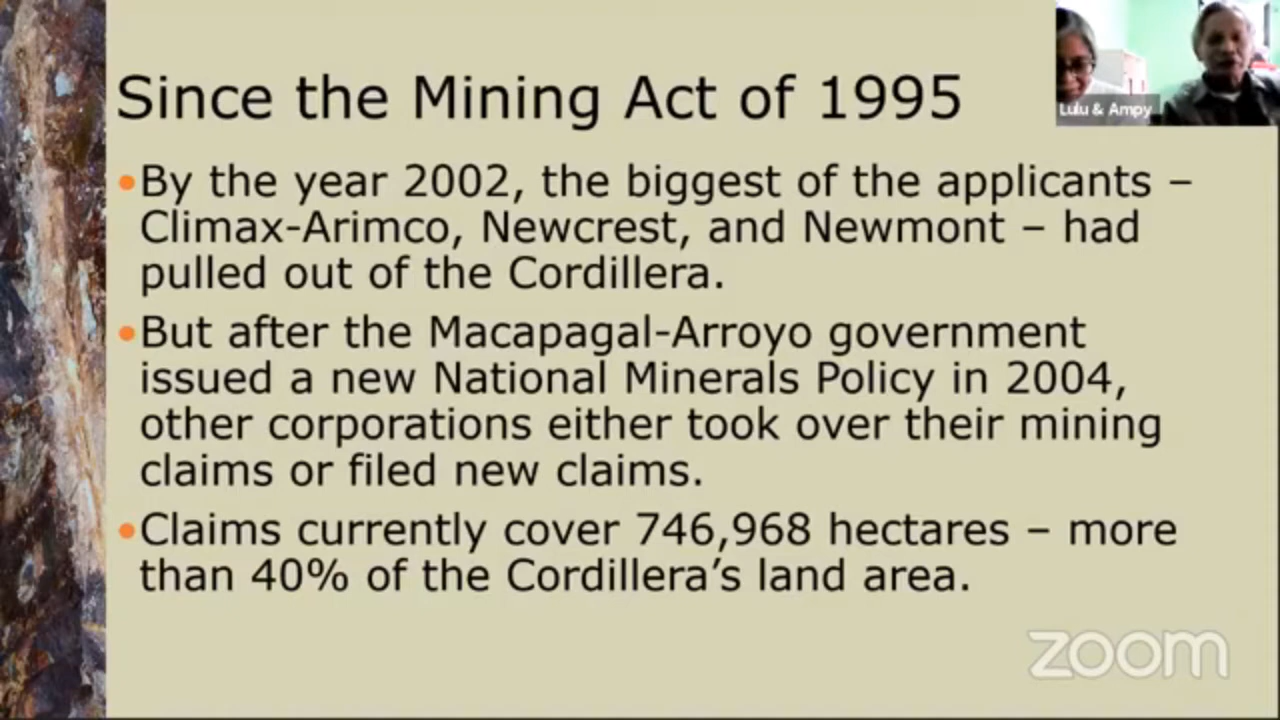 Since the Mining Act of 1995
Lulu & Ampy
•By the year 2002, the biggest of the applicants –
Climax-Arimco, Newcrest, and Newmont – had
pulled out of the Cordillera.
•But after the Macapagal-Arroyo government
issued a new National Minerals Policy in 2004,
other corporations either took over their mining
claims or filed new claims.
•Claims currently cover 746,968 hectares – more
than 40% of the Cordillera’s land area.
zoom